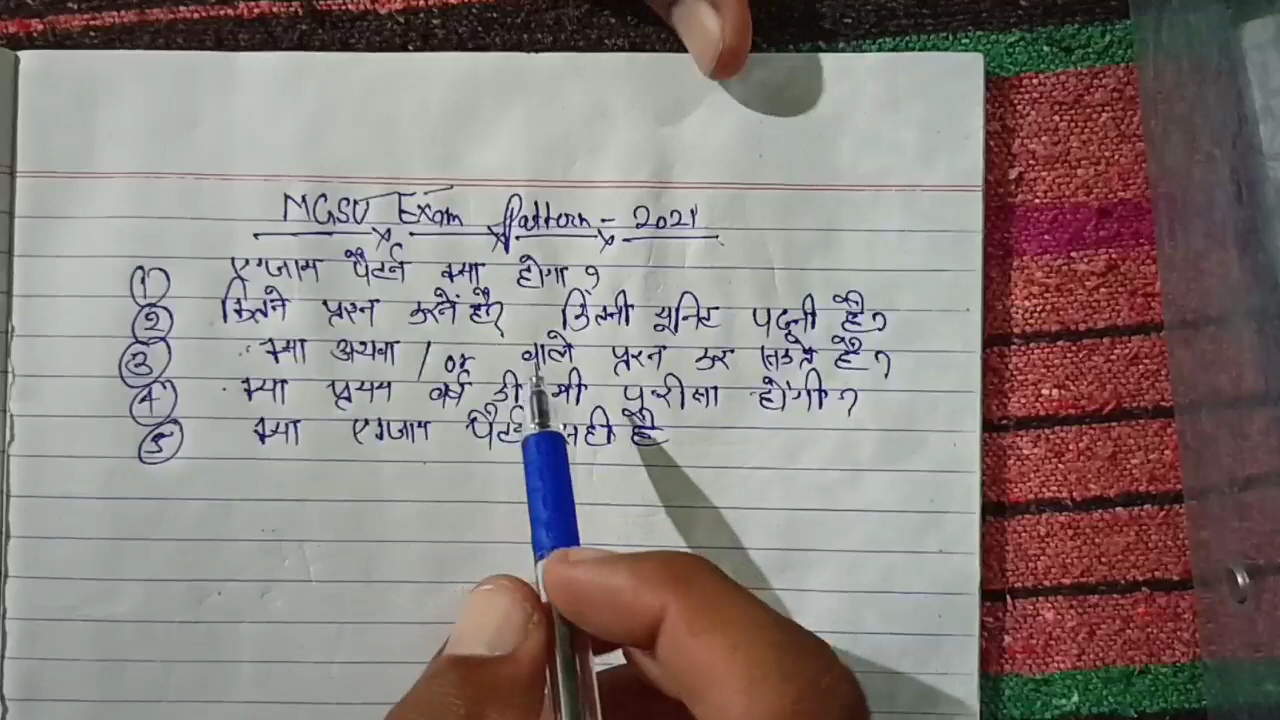 MGSU Exam Pattern - 2021
① एग्जाम पैटर्न क्या होगा ?
② कितने प्रश्न करने है? कितनी यूनिट पढ़नी है?
③ क्या अथवा / or वाले प्रश्न कर सकते है?
④ क्या प्रथम वर्ष की भी परीक्षा होंगी ?
⑤ क्या एग्जाम सही है